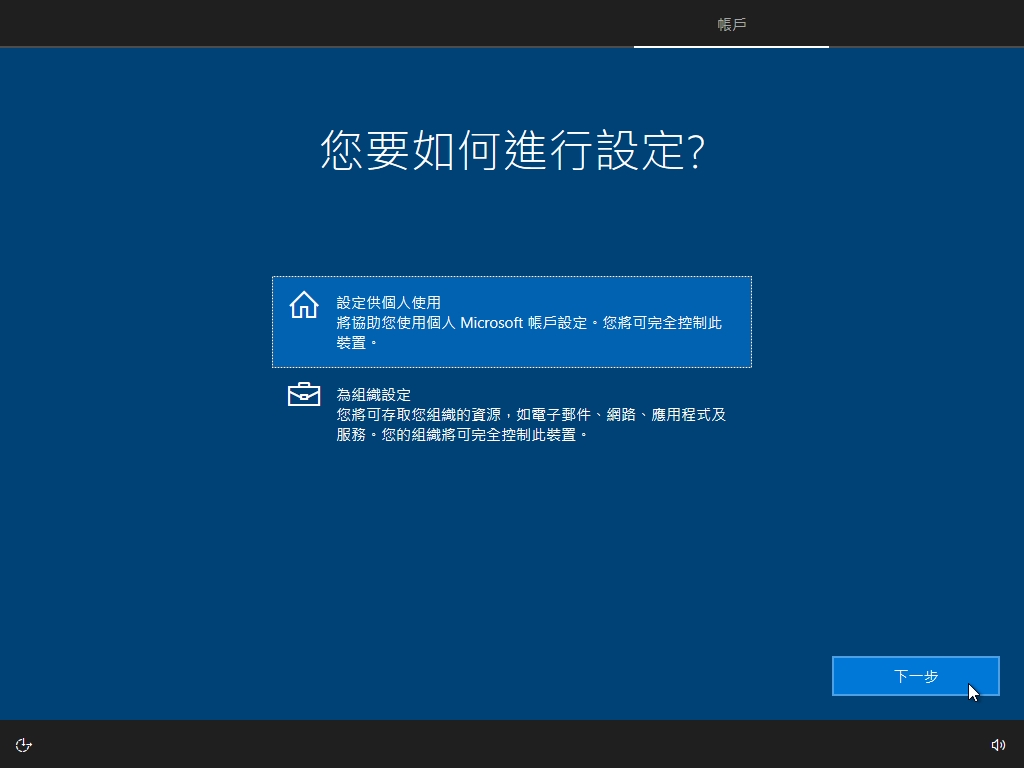 帳戶
您要如何進行設定?
設定供個人使用
將協助您使用個人 Microsoft 帳戶設定。您將可完全控制此
裝置。
為組織設定
您將可存取您組織的資源，如電子郵件、網路、應用程式及
服務。您的組織將可完全控制此裝置。
下一步